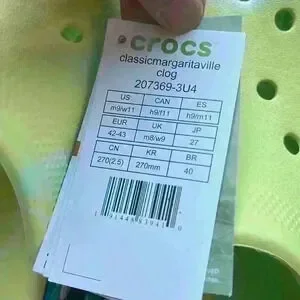 crocs
classicmargaritaville
clog
207369-3U4
US CAN ES
m9/w11 h9/f11 h9/m11
EUR UK JP
42-43 m8/w9 27
CN KR BR
270(2.5) 270mm 40